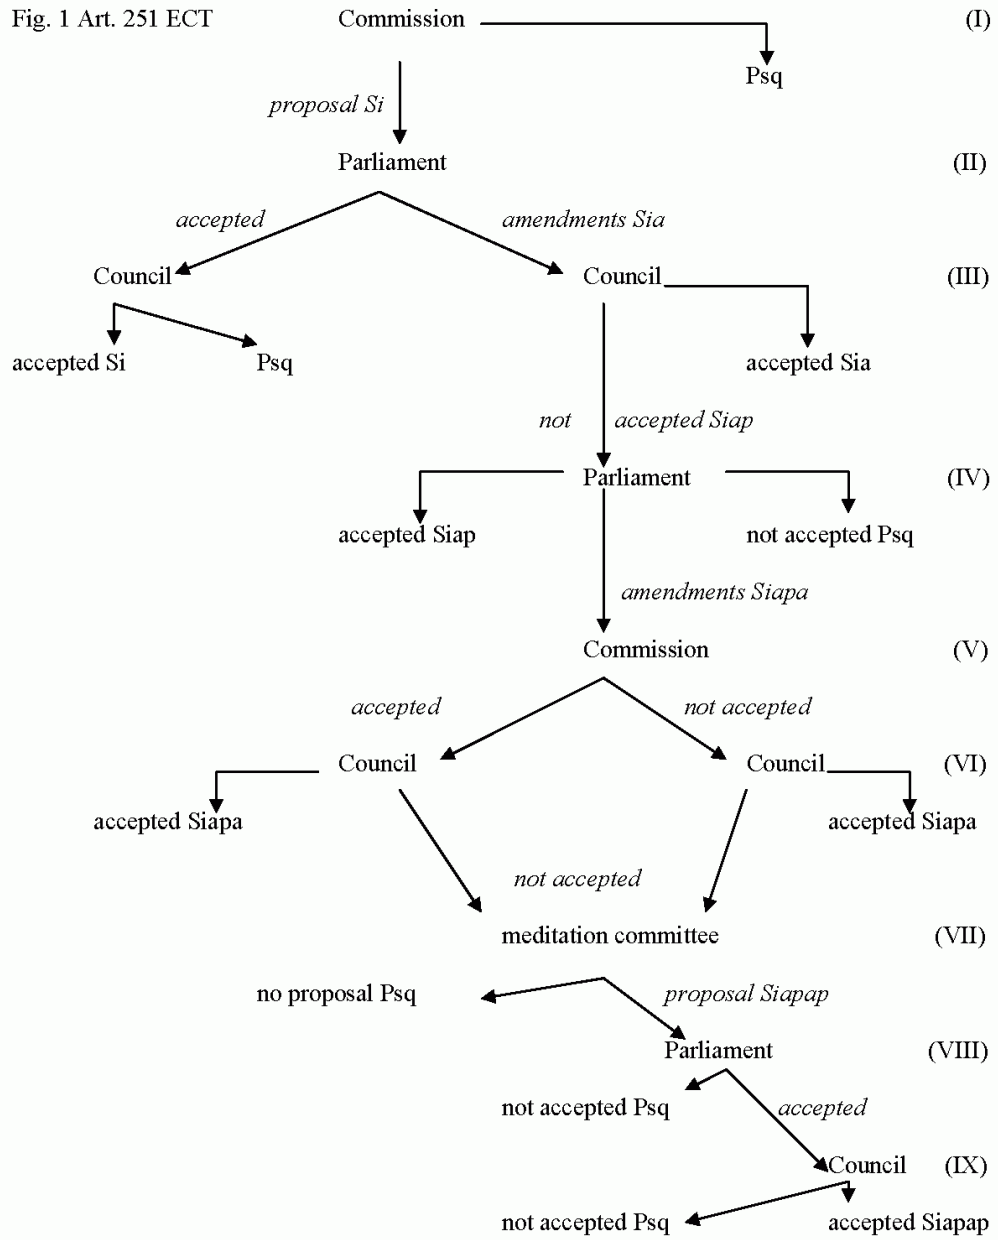 Fig. 1 Art. 251 ECT Commission (I)
Psq
proposal Si
Parliament (II)
accepted amendments Sia
Council Council (III)
accepted Si Psq accepted Sia
not accepted Siap
Parliament (IV)
accepted Siap not accepted Psq
amendments Siapa
Commission (V)
accepted not accepted
Council Council (VI)
accepted Siapa accepted Siapa
not accepted
meditation committee (VII)
no proposal Psq proposal Siapap
Parliament (VIII)
not accepted Psq accepted
Council (IX)
not accepted Psq accepted Siapap